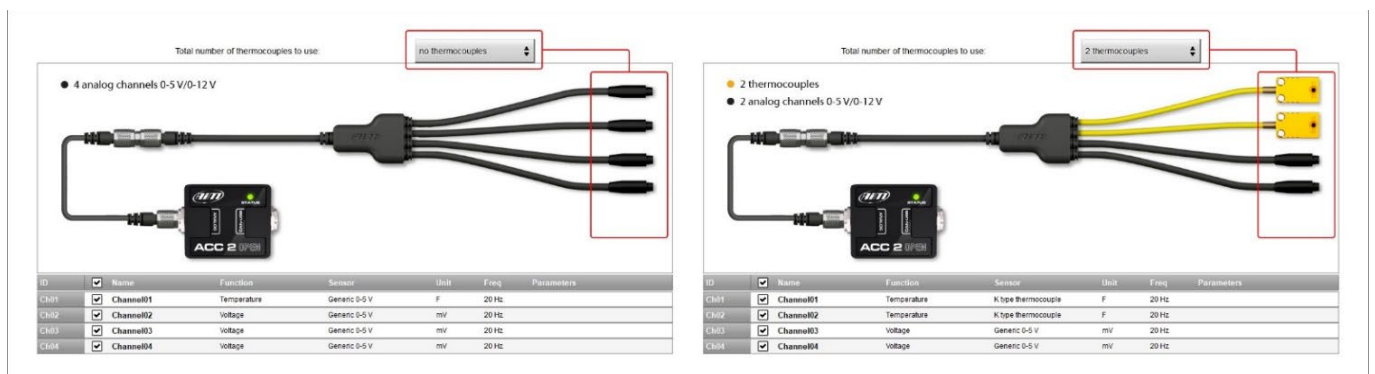 Total number of thermocouples to use:
no thermocouples
4 analog channels 0-5 V/0-12 V
AiM
AiM
STATUS
ACC 2 OPEN
ID Name Function Sensor Unit Freq Parameters
Ch01 Channel01 Temperature Generic 0-5 V F 20 Hz
Ch02 Channel02 Voltage Generic 0-5 V mV 20 Hz
Ch03 Channel03 Voltage Generic 0-5 V mV 20 Hz
Ch04 Channel04 Voltage Generic 0-5 V mV 20 Hz
Total number of thermocouples to use:
2 thermocouples
2 thermocouples
2 analog channels 0-5 V/0-12 V
AiM
AiM
STATUS
ACC 2 OPEN
ID Name Function Sensor Unit Freq Parameters
Ch01 Channel01 Temperature K type thermocouple F 20 Hz
Ch02 Channel02 Temperature K type thermocouple F 20 Hz
Ch03 Channel03 Voltage Generic 0-5 V mV 20 Hz
Ch04 Channel04 Voltage Generic 0-5 V mV 20 Hz